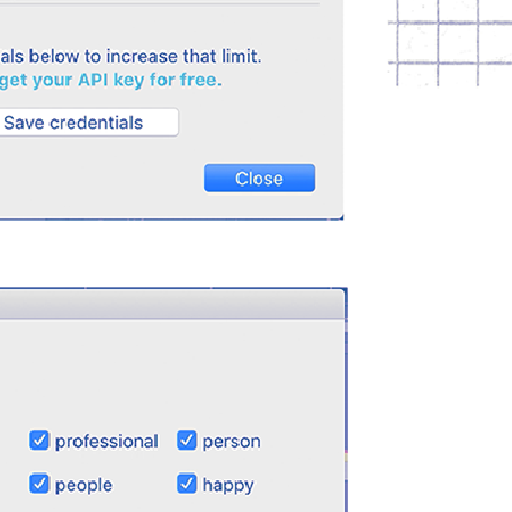 als below to increase that limit.
get your API key for free.
Save credentials
Close
professional person
people happy